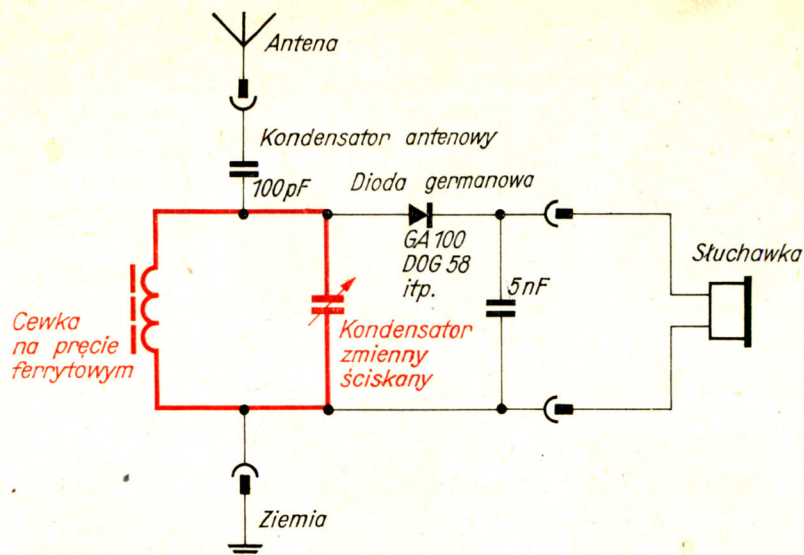 Antena
Kondensator antenowy
100pF
Dioda germanowa
GA 100
DOG 58
itp.
5nF
Słuchawka
Cewka
na pręcie
ferrytowym
Kondensator
zmienny
ściskany
Ziemia